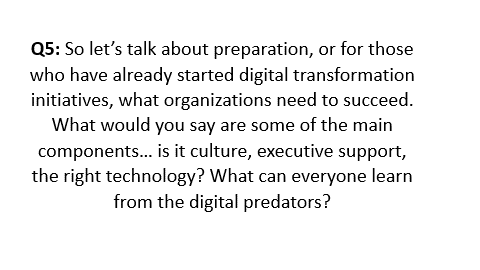 Q5: So let’s talk about preparation, or for those
who have already started digital transformation
initiatives, what organizations need to succeed.
What would you say are some of the main
components… is it culture, executive support,
the right technology? What can everyone learn
from the digital predators?